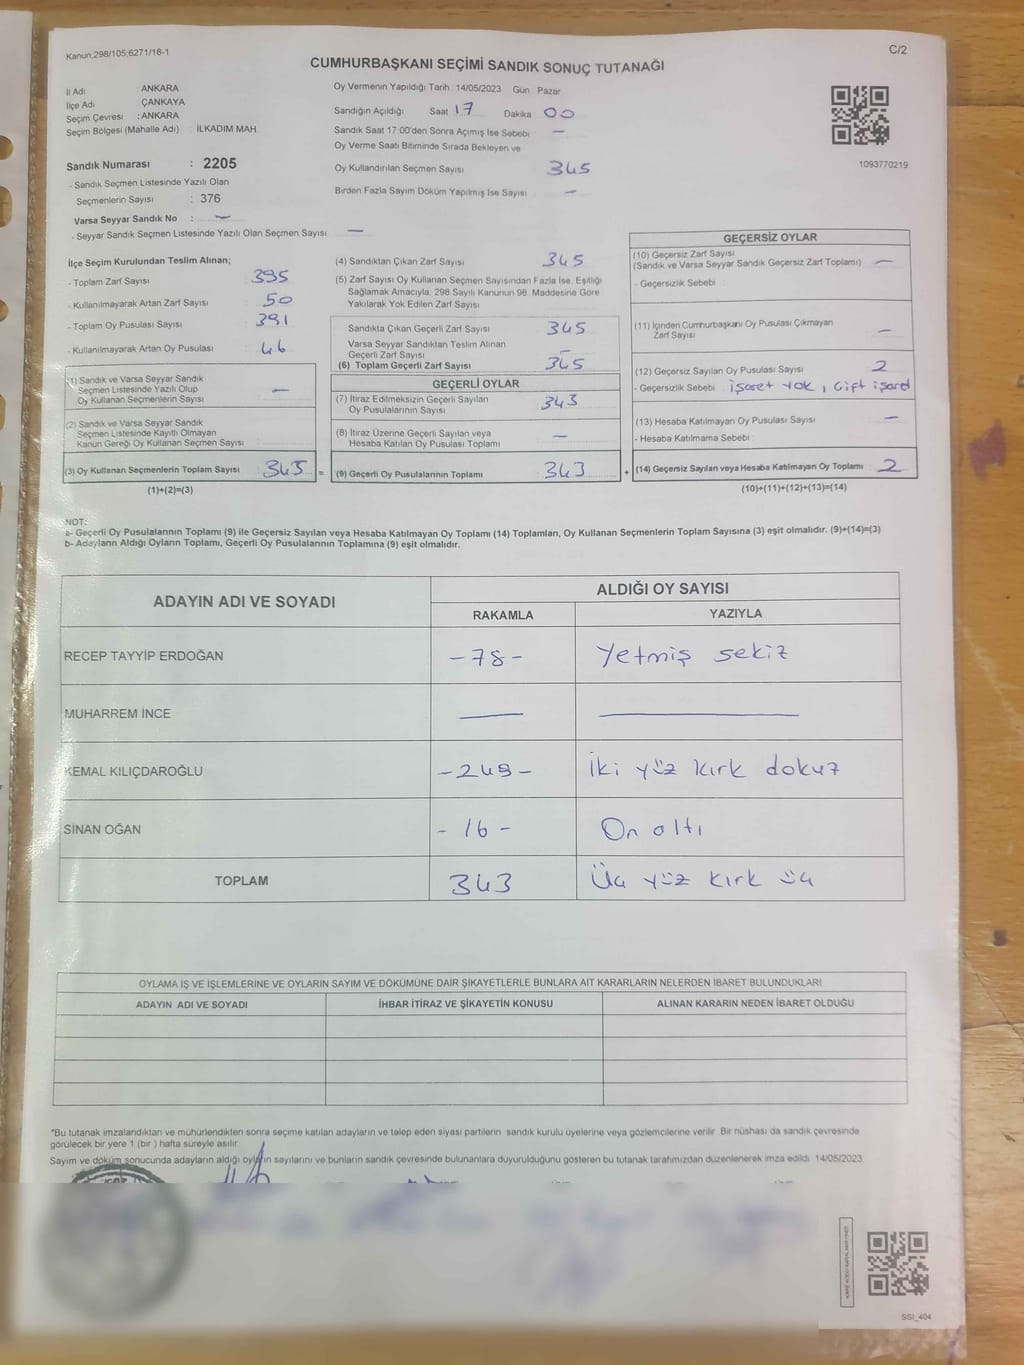 Kanun;298/105;6271/18-1
C/2
CUMHURBAŞKANI SEÇİMİ SANDIK SONUÇ TUTANAĞI
İl Adı : ANKARA
İlçe Adı ÇANKAYA
Seçim Çevresi : ANKARA
Seçim Bölgesi (Mahalle Adı) : İLKADIM MAH.
Sandık Numarası : 2205
- Sandık Seçmen Listesinde Yazılı Olan
Seçmenlerin Sayısı : 376
Varsa Seyyar Sandık No : —
- Seyyar Sandık Seçmen Listesinde Yazılı Olan Seçmen Sayısı —
Oy Vermenin Yapıldığı Tarih 14/05/2023 Gün Pazar
Sandığın Açıldığı Saat 17 Dakika 00
Sandık Saat 17 00'den Sonra Açımış İse Sebebi —
Oy Verme Saati Bitiminde Sırada Bekleyen ve
Oy Kullandırılan Seçmen Sayısı 345
Birden Fazla Sayım Döküm Yapılmış İse Sayısı —
1093770219
İlçe Seçim Kurulundan Teslim Alınan;
- Toplam Zarf Sayısı 395
- Kullanılmayarak Artan Zarf Sayısı 50
- Toplam Oy Pusulası Sayısı 391
- Kullanılmayarak Artan Oy Pusulası 46
(1) Sandık ve Varsa Seyyar Sandık
Seçmen Listesinde Yazılı Olup
Oy Kullanan Seçmenlerin Sayısı —
(2) Sandık ve Varsa Seyyar Sandık
Seçmen Listesinde Kayıtlı Olmayan
Kanun Gereği Oy Kullanan Seçmen Sayısı
(3) Oy Kullanan Seçmenlerin Toplam Sayısı 345 =
(1)+(2)=(3)
(4) Sandıktan Çıkan Zarf Sayısı 345
(5) Zarf Sayısı Oy Kullanan Seçmen Sayısından Fazla İse, Eşitliği
Sağlamak Amacıyla; 298 Sayılı Kanunun 98. Maddesine Göre
Yakılarak Yok Edilen Zarf Sayısı
Sandıkta Çıkan Geçerli Zarf Sayısı 345
Varsa Seyyar Sandıktan Teslim Alınan
Geçerli Zarf Sayısı —
(6) Toplam Geçerli Zarf Sayısı 345
GEÇERLİ OYLAR
(7) İtiraz Edilmeksizin Geçerli Sayılan
Oy Pusulalarının Sayısı 343
(8) İtiraz Üzerine Geçerli Sayılan veya
Hesaba Katılan Oy Pusulası Toplamı —
(9) Geçerli Oy Pusulalarının Toplamı 343 +
GEÇERSİZ OYLAR
(10) Geçersiz Zarf Sayısı
(Sandık ve Varsa Seyyar Sandık Geçersiz Zarf Toplamı) —
- Geçersizlik Sebebi
(11) İçinden Cumhurbaşkanı Oy Pusulası Çıkmayan
Zarf Sayısı —
(12) Geçersiz Sayılan Oy Pusulası Sayısı 2
- Geçersizlik Sebebi işaret yok, Çift işaret
(13) Hesaba Katılmayan Oy Pusulası Sayısı —
- Hesaba Katılmama Sebebi
(14) Geçersiz Sayılan veya Hesaba Katılmayan Oy Toplamı 2
(10)+(11)+(12)+(13)=(14)
NOT:
a- Geçerli Oy Pusulalarının Toplamı (9) ile Geçersiz Sayılan veya Hesaba Katılmayan Oy Toplamı (14) Toplamları, Oy Kullanan Seçmenlerin Toplam Sayısına (3) eşit olmalıdır. (9)+(14)=(3)
b- Adayların Aldığı Oyların Toplamı, Geçerli Oy Pusulalarının Toplamına (9) eşit olmalıdır.
ADAYIN ADI VE SOYADI
ALDIĞI OY SAYISI
RAKAMLA YAZIYLA
RECEP TAYYİP ERDOĞAN -78- Yetmiş sekiz
MUHARREM İNCE — —
KEMAL KILIÇDAROĞLU -249- İki yüz kırk dokuz
SİNAN OĞAN -16- On altı
TOPLAM 343 Üç yüz kırk üç
OYLAMA İŞ VE İŞLEMLERİNE VE OYLARIN SAYIM VE DÖKÜMÜNE DAİR ŞİKAYETLERLE BUNLARA AİT KARARLARIN NELERDEN İBARET BULUNDUKLARI
ADAYIN ADI VE SOYADI İHBAR İTİRAZ VE ŞİKAYETİN KONUSU ALINAN KARARIN NEDEN İBARET OLDUĞU
*Bu tutanak imzalandıktan ve mühürlendikten sonra seçime katılan adayların ve talep eden siyasi partilerin sandık kurulu üyelerine veya gözlemcilerine verilir. Bir nüshası da sandık çevresinde
görülecek bir yere 1 (bir) hafta süreyle asılır.
Sayım ve döküm sonucunda adayların aldığı oyların sayılarını ve bunların sandık çevresinde bulunanlara duyurulduğunu gösteren bu tutanak tarafımızdan düzenlenerek imza edildi. 14/05/2023
SSI_404